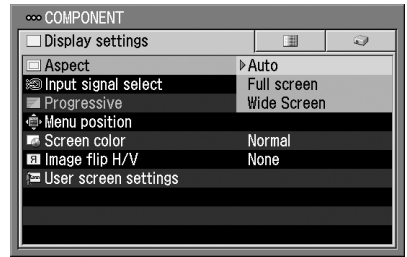 COMPONENT
Display settings
Aspect Auto
Full screen
Input signal select
Wide Screen
Progressive
Menu position
Screen color Normal
Image flip H/V None
User screen settings